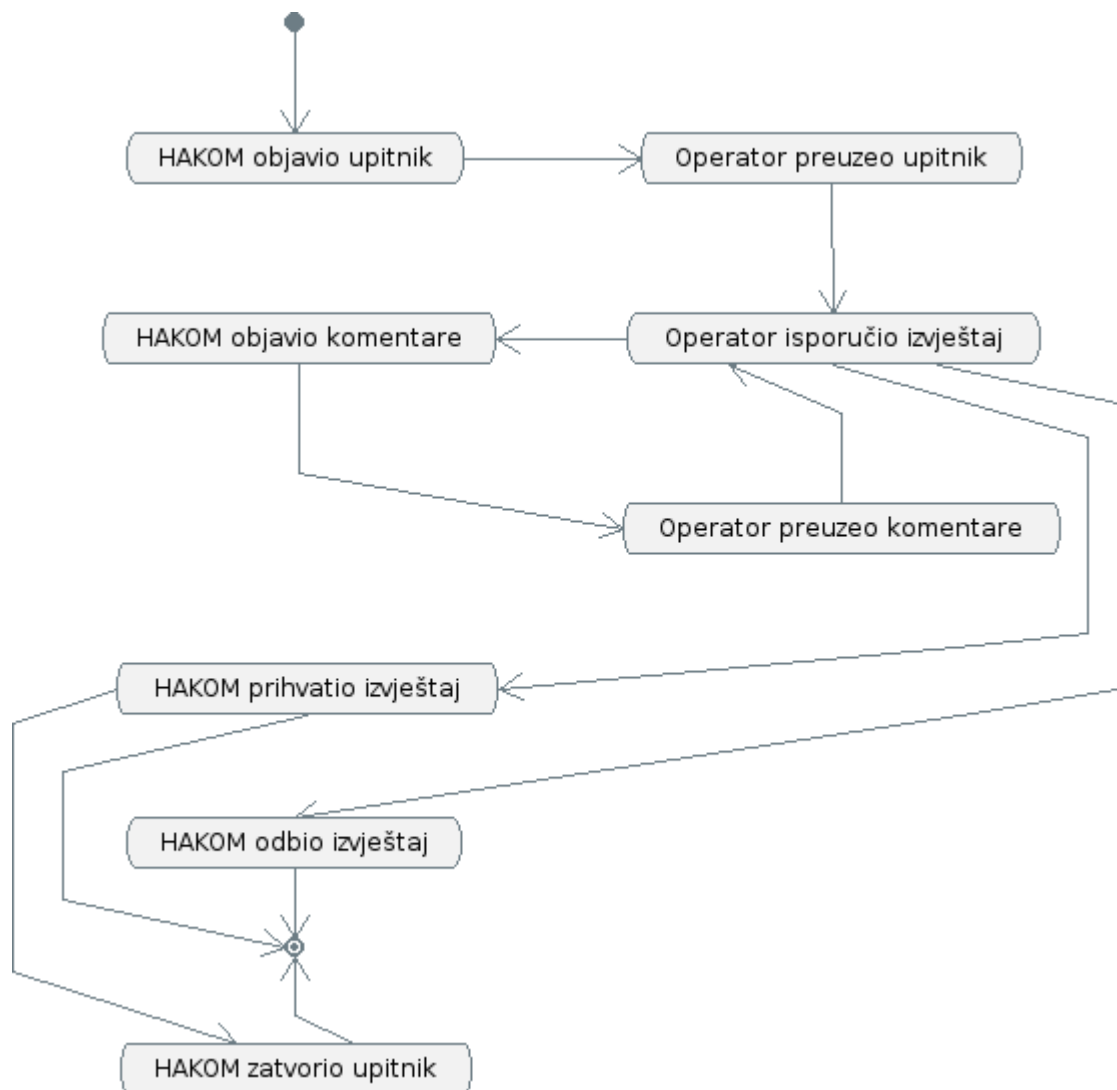 HAKOM objavio upitnik
Operator preuzeo upitnik
HAKOM objavio komentare
Operator isporučio izvještaj
Operator preuzeo komentare
HAKOM prihvatio izvještaj
HAKOM odbio izvještaj
HAKOM zatvorio upitnik